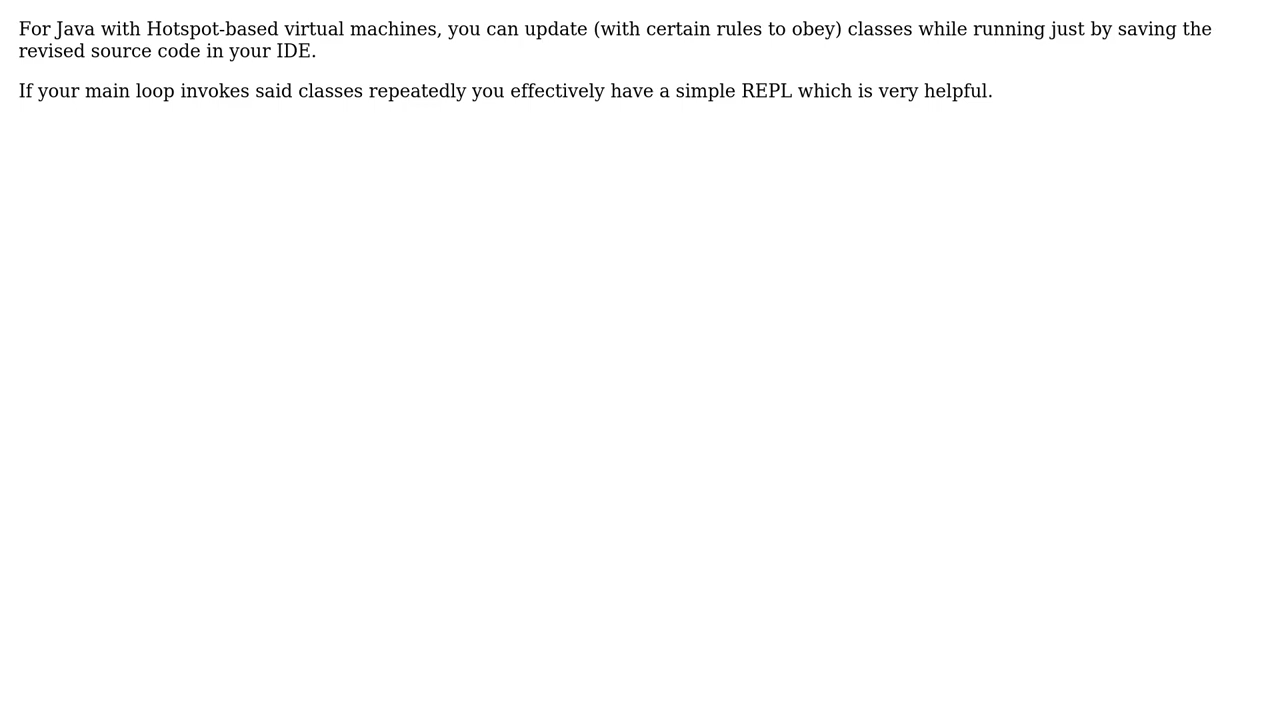 For Java with Hotspot-based virtual machines, you can update (with certain rules to obey) classes while running just by saving the
revised source code in your IDE.
If your main loop invokes said classes repeatedly you effectively have a simple REPL which is very helpful.